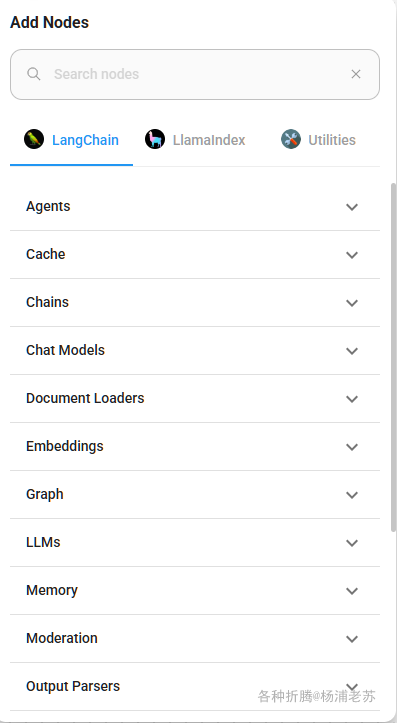 Add Nodes
Search nodes
LangChain LlamaIndex Utilities
Agents
Cache
Chains
Chat Models
Document Loaders
Embeddings
Graph
LLMs
Memory
Moderation
Output Parsers
各种折腾@杨浦老苏